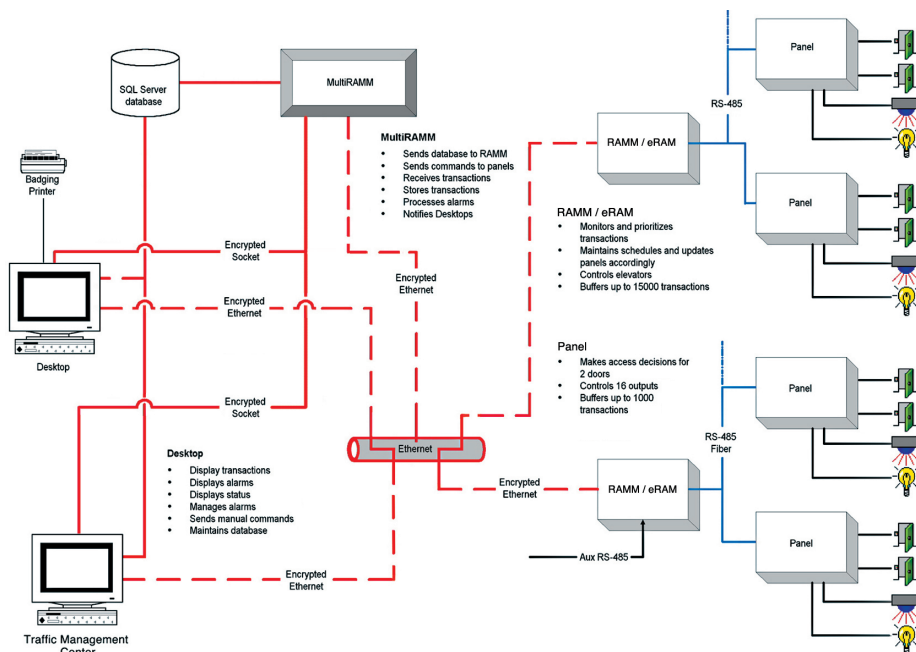 SQL Server
database
MultiRAMM
Badging
Printer
MultiRAMM
• Sends database to RAMM
• Sends commands to panels
• Receives transactions
• Stores transactions
• Processes alarms
• Notifies Desktops
Encrypted
Socket
Encrypted
Ethernet
Encrypted
Ethernet
Desktop
Encrypted
Socket
Desktop
• Display transactions
• Displays alarms
• Displays status
• Manages alarms
• Sends manual commands
• Maintains database
Ethernet
Encrypted
Ethernet
Encrypted
Ethernet
Traffic Management
Center
RAMM / eRAM
RAMM / eRAM
• Monitors and prioritizes
transactions
• Maintains schedules and updates
panels accordingly
• Controls elevators
• Buffers up to 15000 transactions
Panel
• Makes access decisions for
2 doors
• Controls 16 outputs
• Buffers up to 1000
transactions
RAMM / eRAM
Aux RS-485
RS-485
RS-485
Fiber
Panel
Panel
Panel
Panel